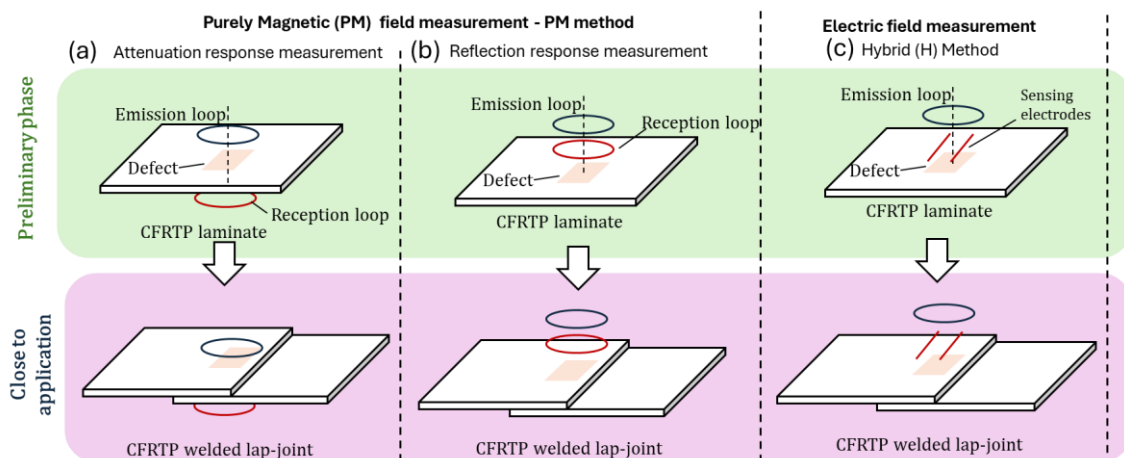 Purely Magnetic (PM) field measurement - PM method
Electric field measurement
(a) Attenuation response measurement
(b) Reflection response measurement
(c) Hybrid (H) Method
Preliminary phase
Emission loop
Defect
Reception loop
CFRTP laminate
Emission loop
Reception loop
Defect
CFRTP laminate
Emission loop
Sensing
electrodes
Defect
CFRTP laminate
Close to
application
CFRTP welded lap-joint
CFRTP welded lap-joint
CFRTP welded lap-joint